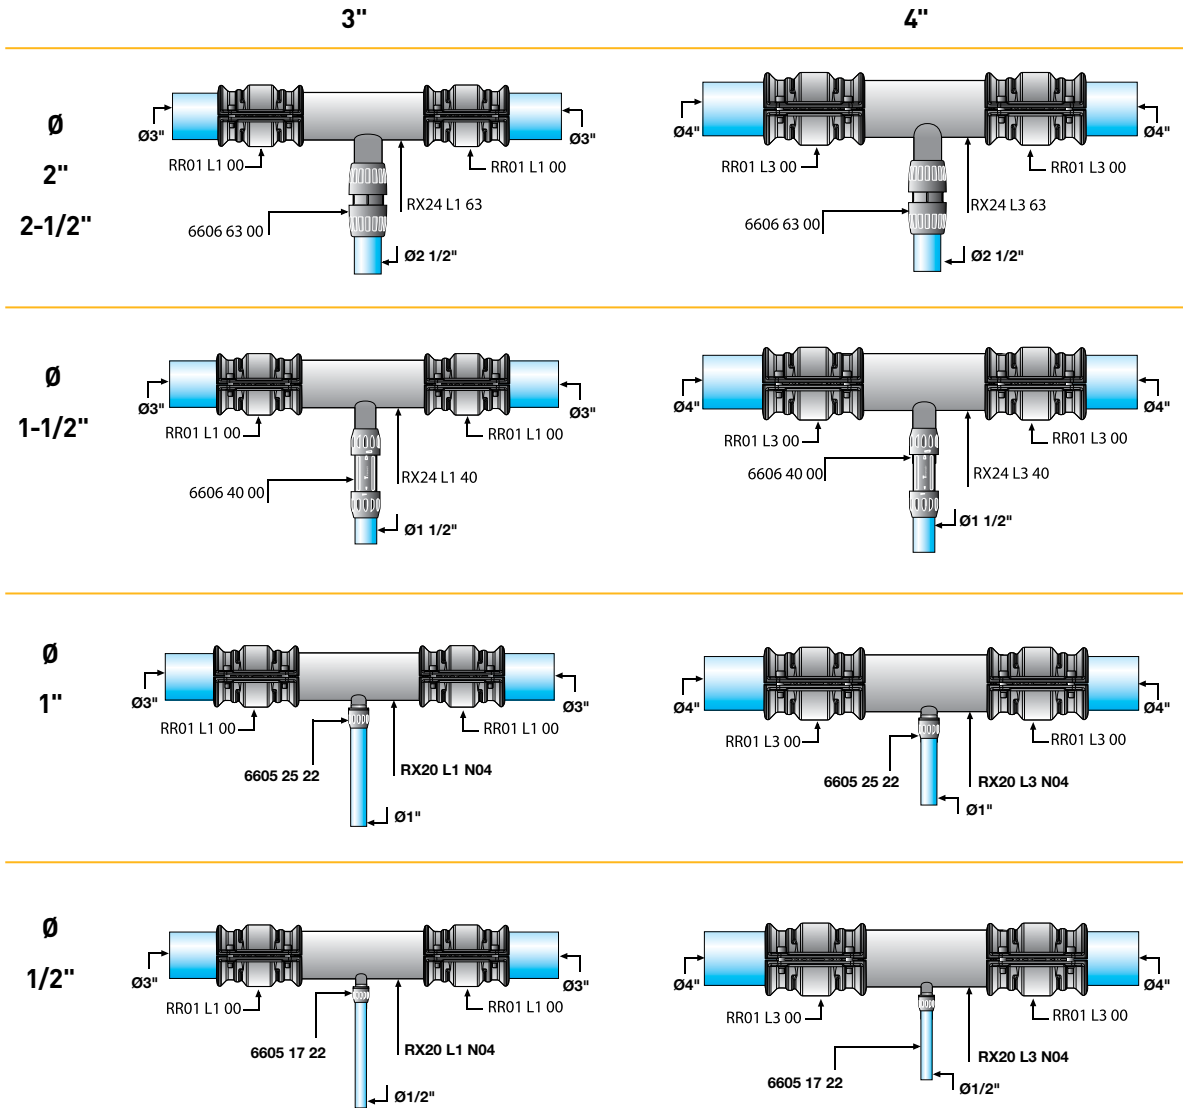 3" 4"
Ø
2"
2-1/2"
Ø3" Ø3"
RR01 L1 00 RR01 L1 00
RX24 L1 63
6606 63 00
Ø2 1/2"
Ø4" Ø4"
RR01 L3 00 RR01 L3 00
RX24 L3 63
6606 63 00
Ø2 1/2"
Ø
1-1/2"
Ø3" Ø3"
RR01 L1 00 RR01 L1 00
RX24 L1 40
6606 40 00
Ø1 1/2"
Ø4" Ø4"
RR01 L3 00 RR01 L3 00
RX24 L3 40
6606 40 00
Ø1 1/2"
Ø
1"
Ø3" Ø3"
RR01 L1 00 RR01 L1 00
6605 25 22 RX20 L1 N04
Ø1"
Ø4" Ø4"
RR01 L3 00 RR01 L3 00
6605 25 22 RX20 L3 N04
Ø1"
Ø
1/2"
Ø3" Ø3"
RR01 L1 00 RR01 L1 00
6605 17 22 RX20 L1 N04
Ø1/2"
Ø4" Ø4"
RR01 L3 00 RR01 L3 00
RX20 L3 N04
6605 17 22
Ø1/2"